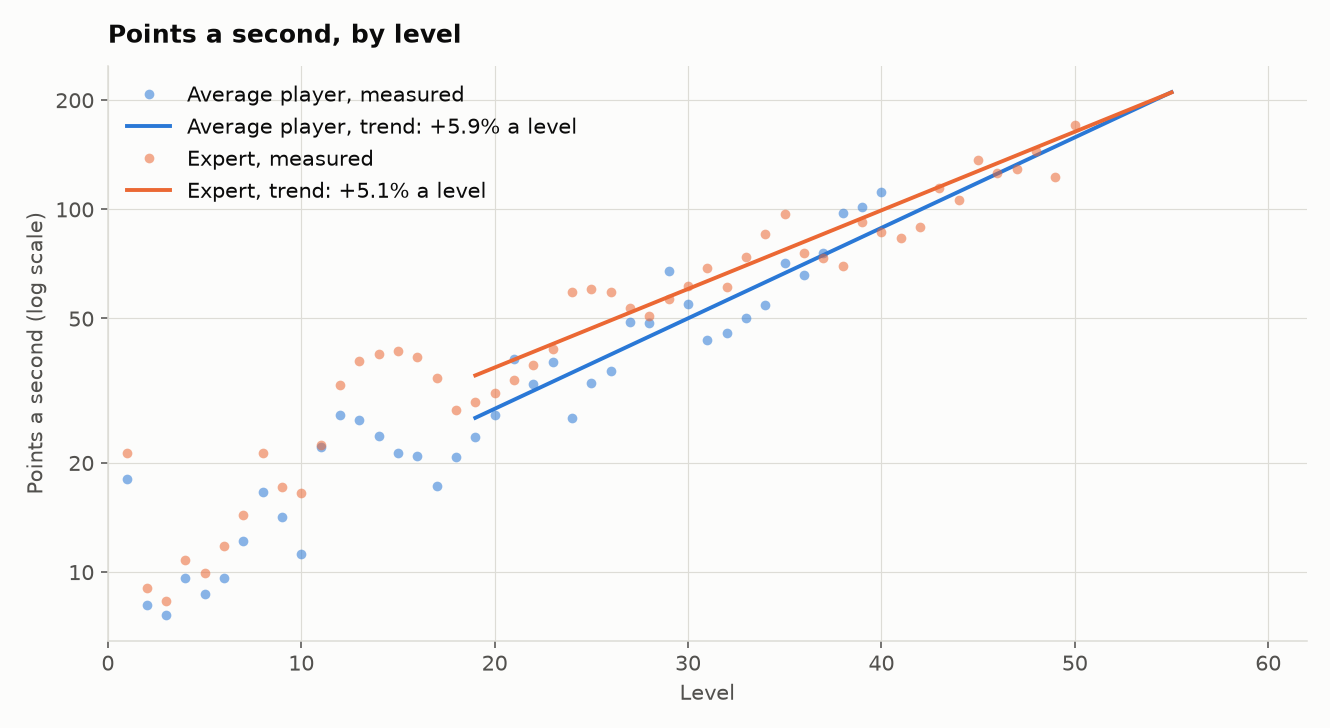 Points a second, by level
Average player, measured
Average player, trend: +5.9% a level
Expert, measured
Expert, trend: +5.1% a level
Points a second (log scale)
200
100
50
20
10
0 10 20 30 40 50 60
Level